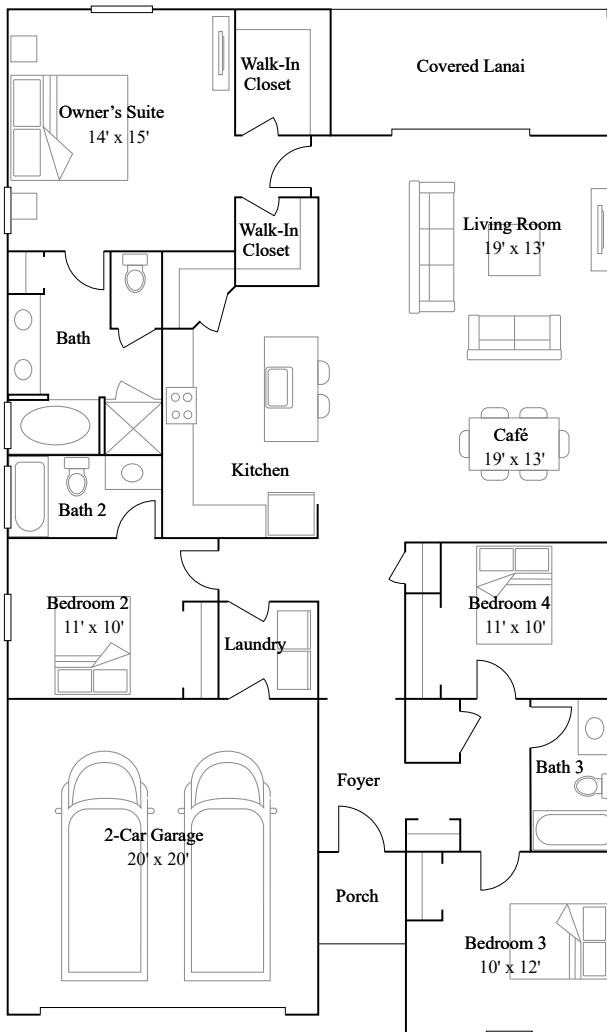 Walk-In
Closet
Covered Lanai
Owner's Suite
14' x 15'
Walk-In
Closet
Living Room
19' x 13'
Bath
Café
19' x 13'
Kitchen
Bath 2
Bedroom 2
11' x 10'
Bedroom 4
11' x 10'
Laundry
Bath 3
Foyer
2-Car Garage
20' x 20'
Porch
Bedroom 3
10' x 12'